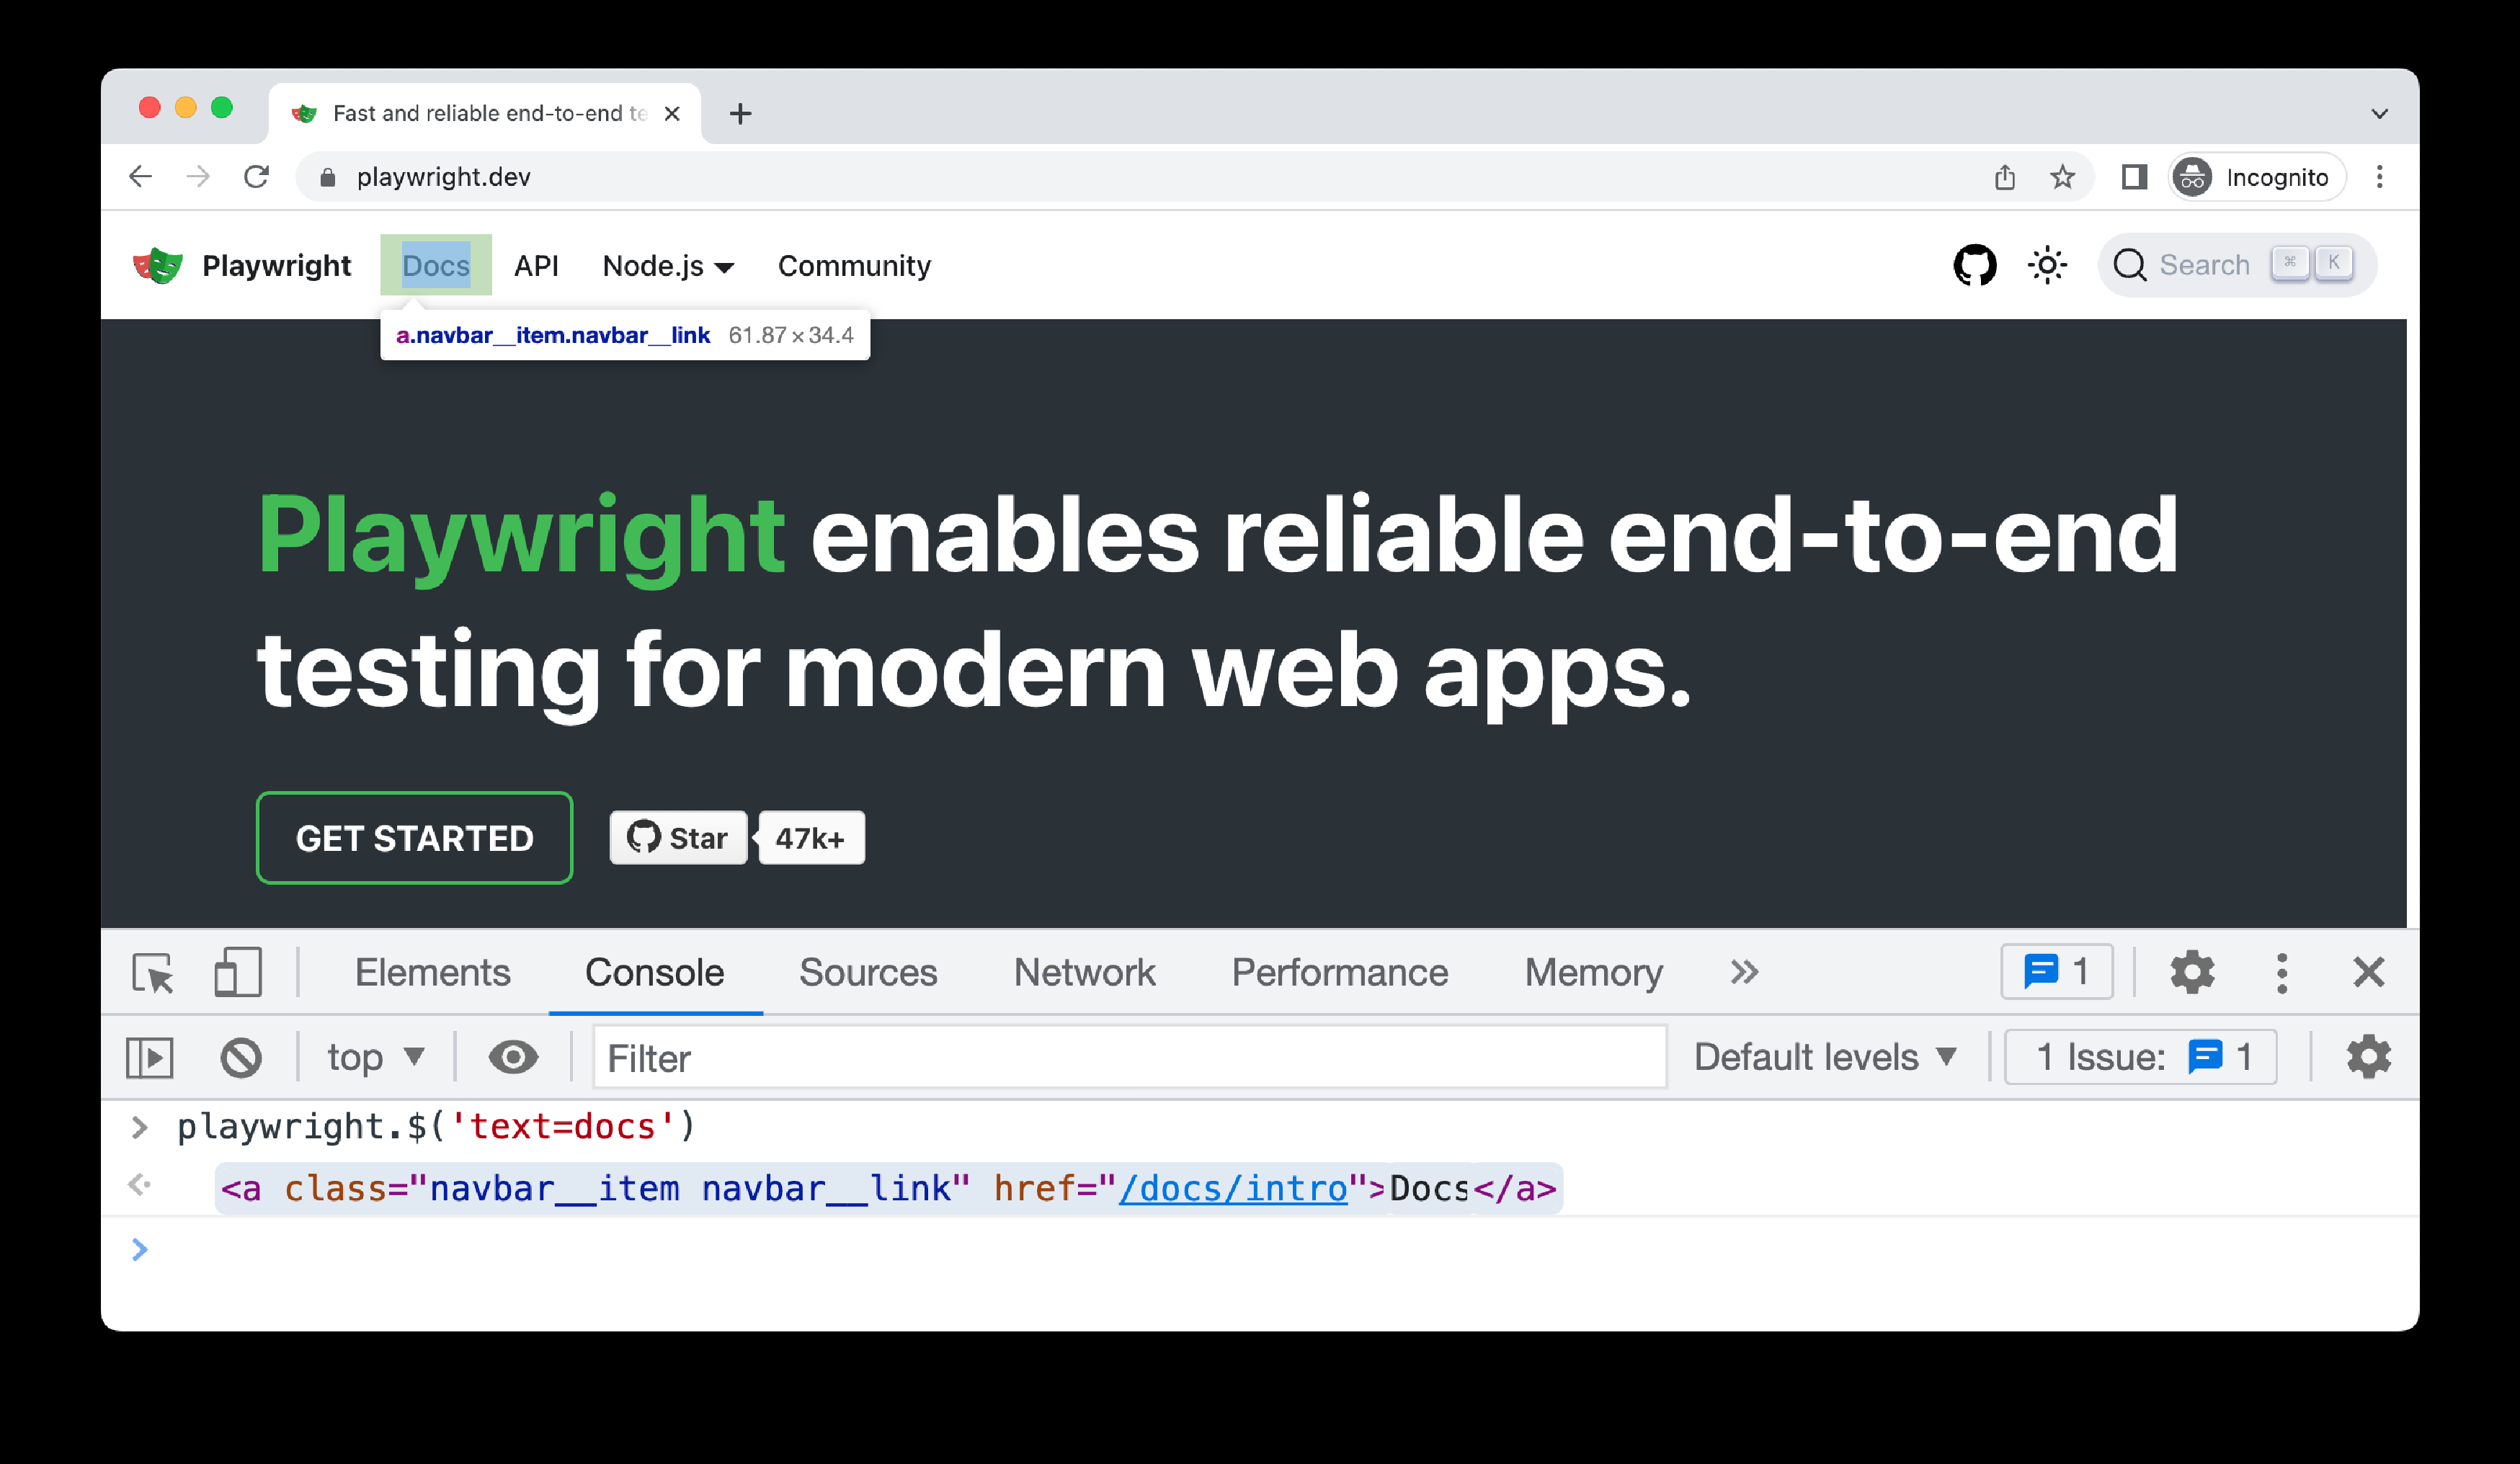 Fast and reliable end-to-end te
playwright.dev
Incognito
Playwright Docs API Node.js Community
Search ⌘ K
a.navbar__item.navbar__link 61.87×34.4
Playwright enables reliable end-to-end
testing for modern web apps.
GET STARTED Star 47k+
Elements Console Sources Network Performance Memory » 1
top Filter Default levels 1 Issue: 1
> playwright.$('text=docs')
<a class="navbar__item navbar__link" href="/docs/intro">Docs</a>
>